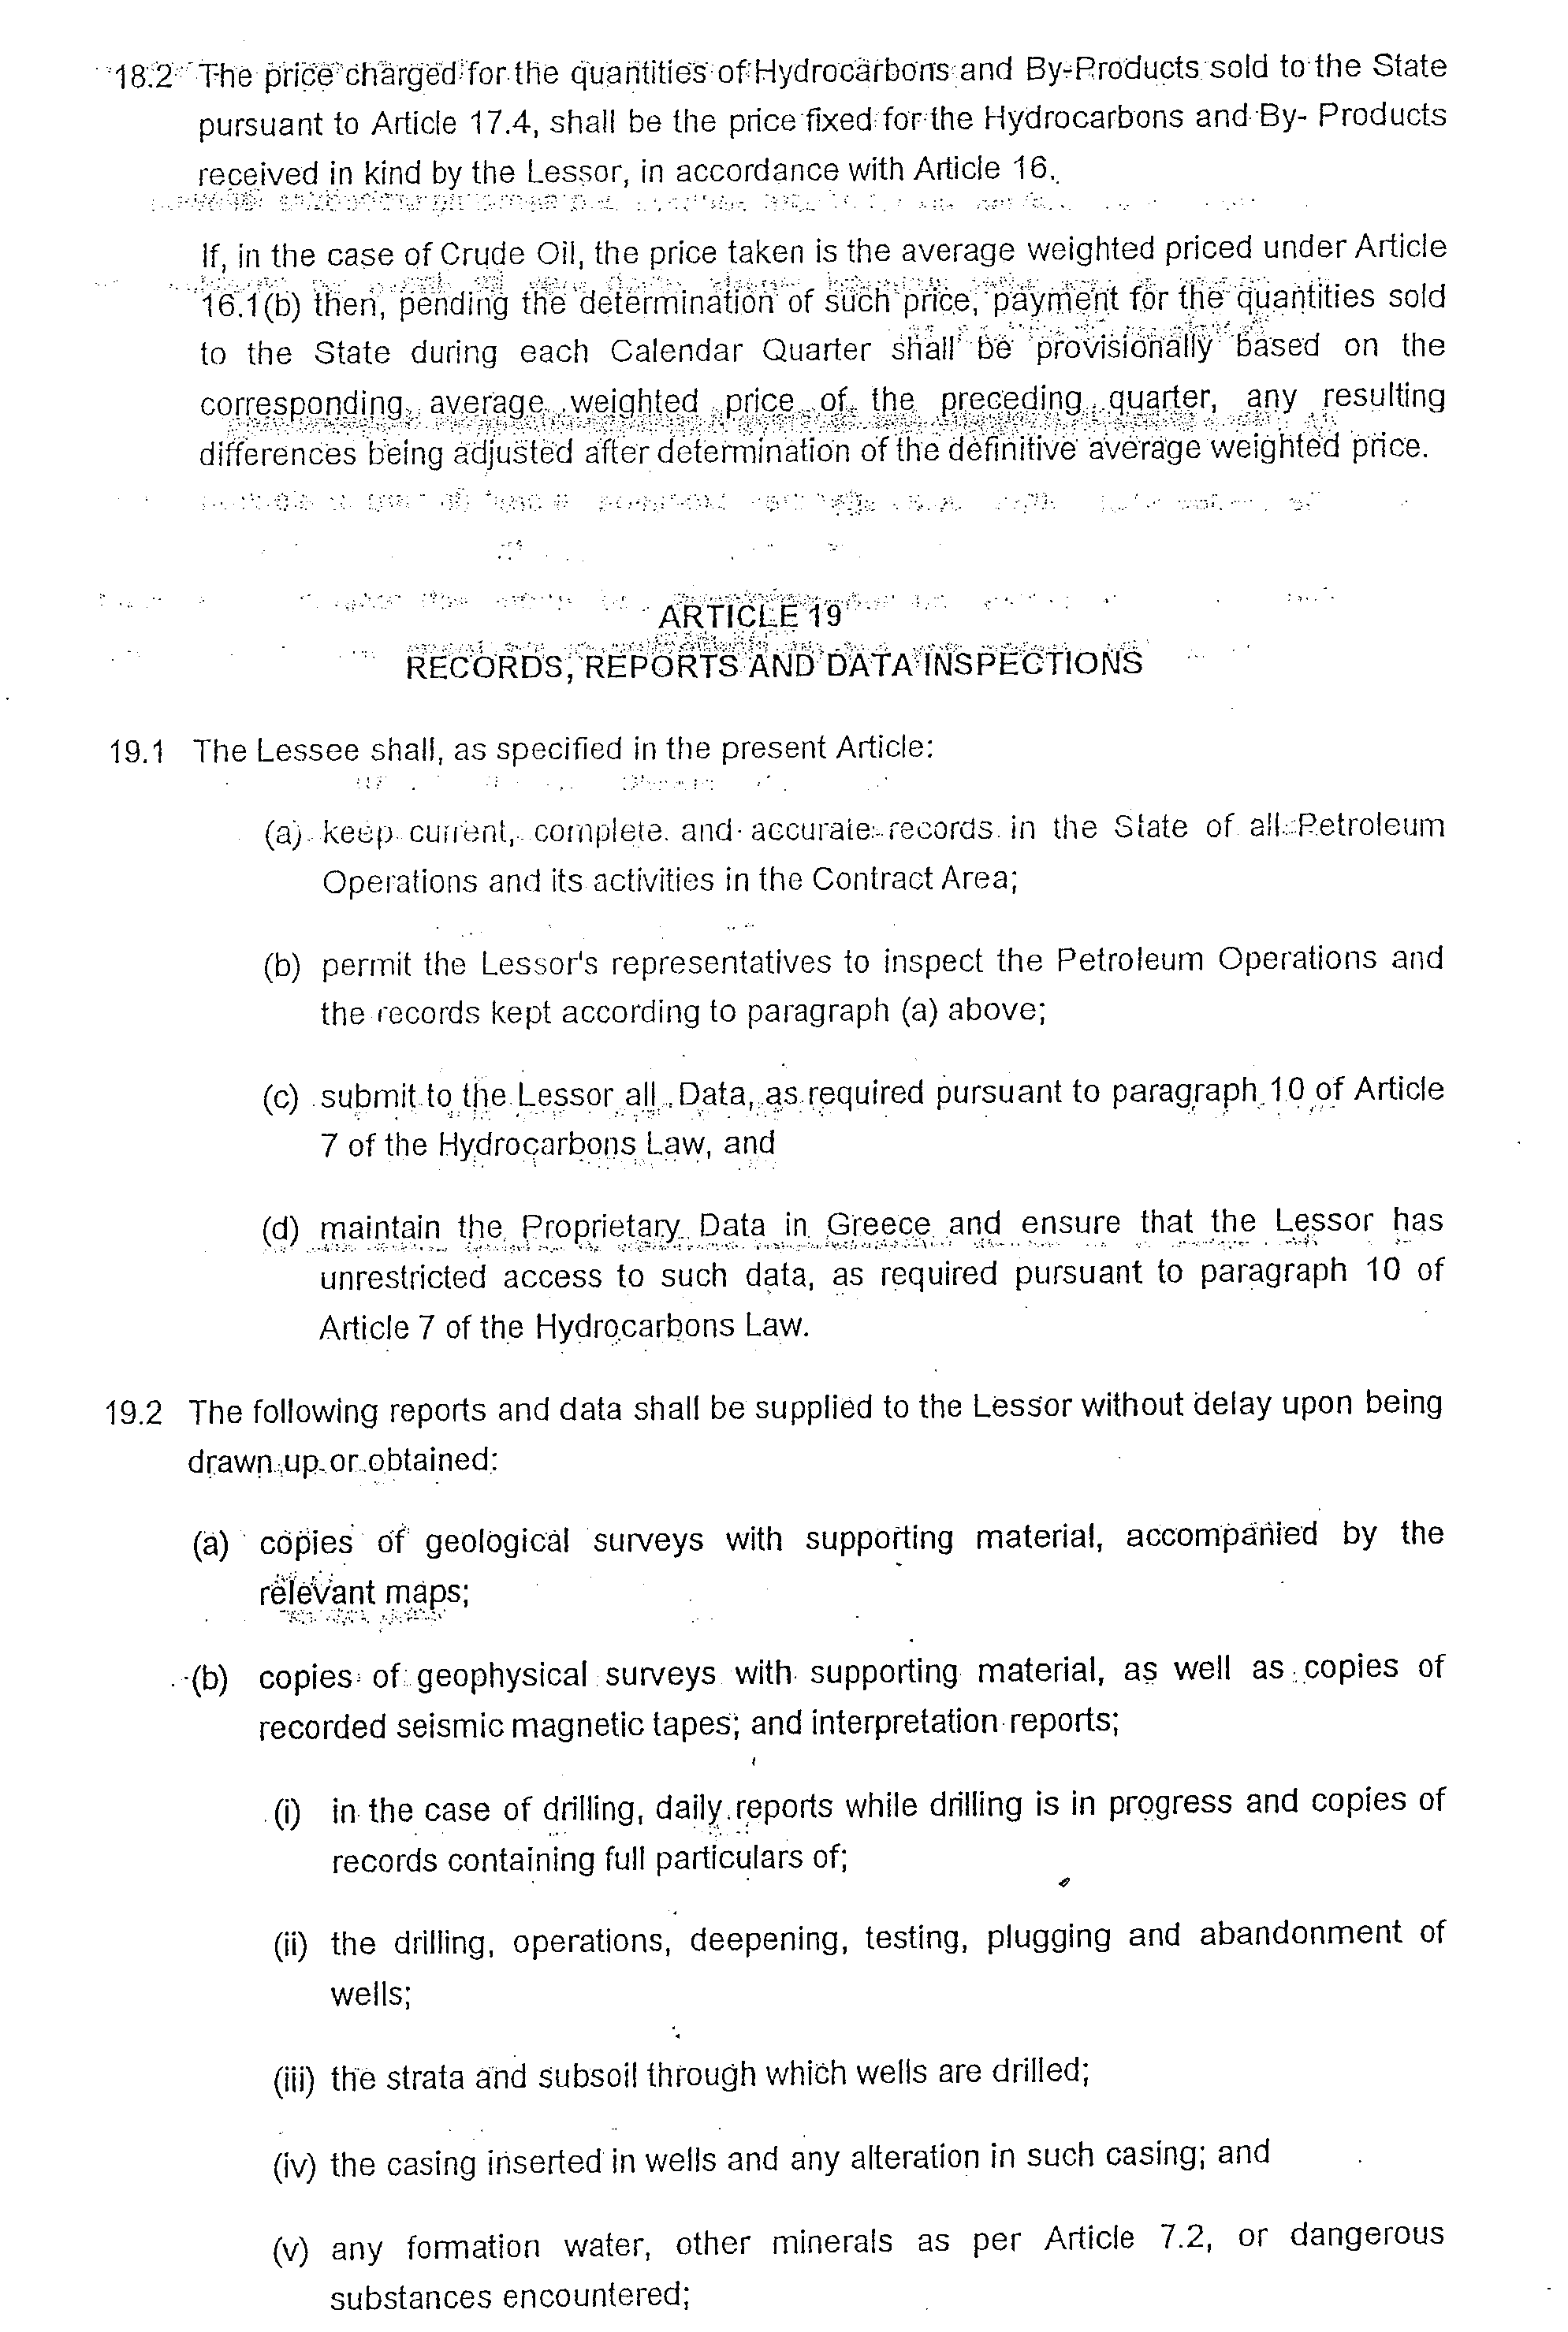 18.2 The price charged for the quantities of Hydrocarbons and By-Products sold to the State
pursuant to Article 17.4, shall be the price fixed for the Hydrocarbons and By- Products
received in kind by the Lessor, in accordance with Article 16.
If, in the case of Crude Oil, the price taken is the average weighted priced under Article
16.1(b) then, pending the determination of such price, payment for the quantities sold
to the State during each Calendar Quarter shall be provisionally based on the
corresponding average weighted price of the preceding quarter, any resulting
differences being adjusted after determination of the definitive average weighted price.
ARTICLE 19
RECORDS, REPORTS AND DATA INSPECTIONS
19.1 The Lessee shall, as specified in the present Article:
(a) keep current, complete and accurate records in the State of all Petroleum
Operations and its activities in the Contract Area;
(b) permit the Lessor's representatives to inspect the Petroleum Operations and
the records kept according to paragraph (a) above;
(c) submit to the Lessor all Data, as required pursuant to paragraph 10 of Article
7 of the Hydrocarbons Law, and
(d) maintain the Proprietary Data in Greece and ensure that the Lessor has
unrestricted access to such data, as required pursuant to paragraph 10 of
Article 7 of the Hydrocarbons Law.
19.2 The following reports and data shall be supplied to the Lessor without delay upon being
drawn up or obtained:
(a) copies of geological surveys with supporting material, accompanied by the
relevant maps;
(b) copies of geophysical surveys with supporting material, as well as copies of
recorded seismic magnetic tapes; and interpretation reports;
(i) in the case of drilling, daily reports while drilling is in progress and copies of
records containing full particulars of;
(ii) the drilling, operations, deepening, testing, plugging and abandonment of
wells;
(iii) the strata and subsoil through which wells are drilled;
(iv) the casing inserted in wells and any alteration in such casing; and
(v) any formation water, other minerals as per Article 7.2, or dangerous
substances encountered;